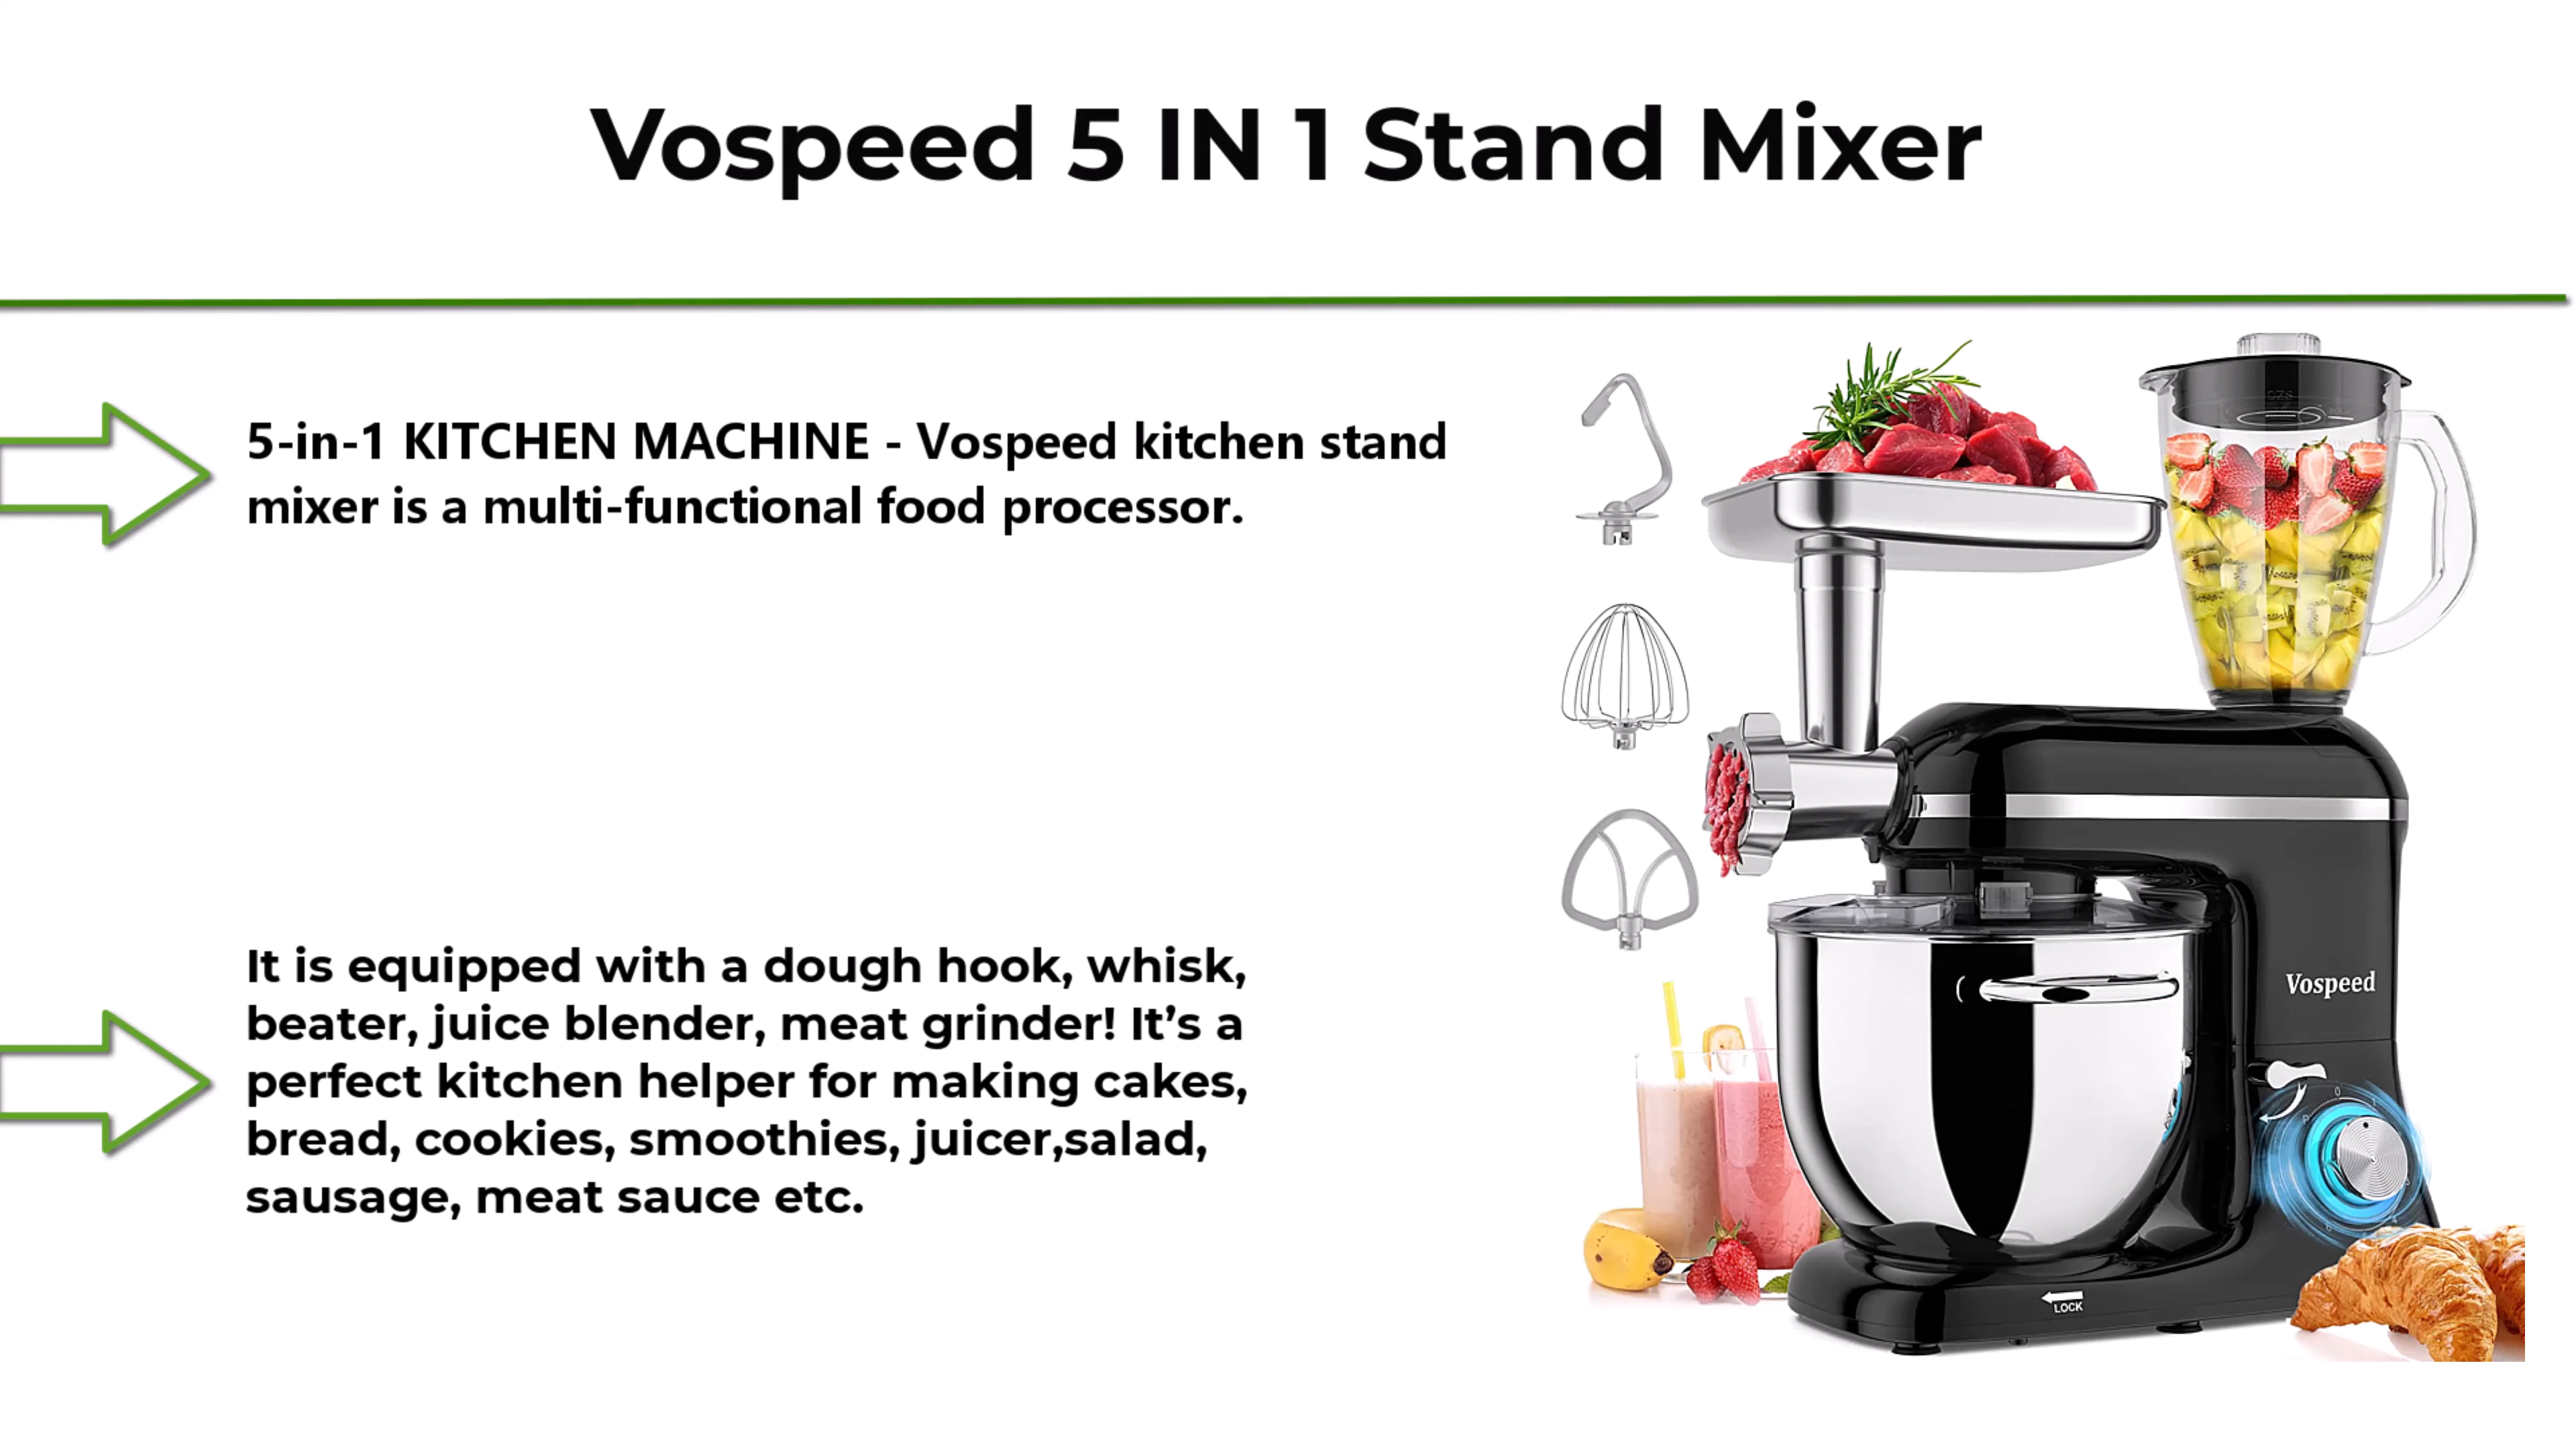 Vospeed 5 IN 1 Stand Mixer
5-in-1 KITCHEN MACHINE - Vospeed kitchen stand
mixer is a multi-functional food processor.
It is equipped with a dough hook, whisk,
beater, juice blender, meat grinder! It’s a
perfect kitchen helper for making cakes,
bread, cookies, smoothies, juicer,salad,
sausage, meat sauce etc.
Vospeed
LOCK